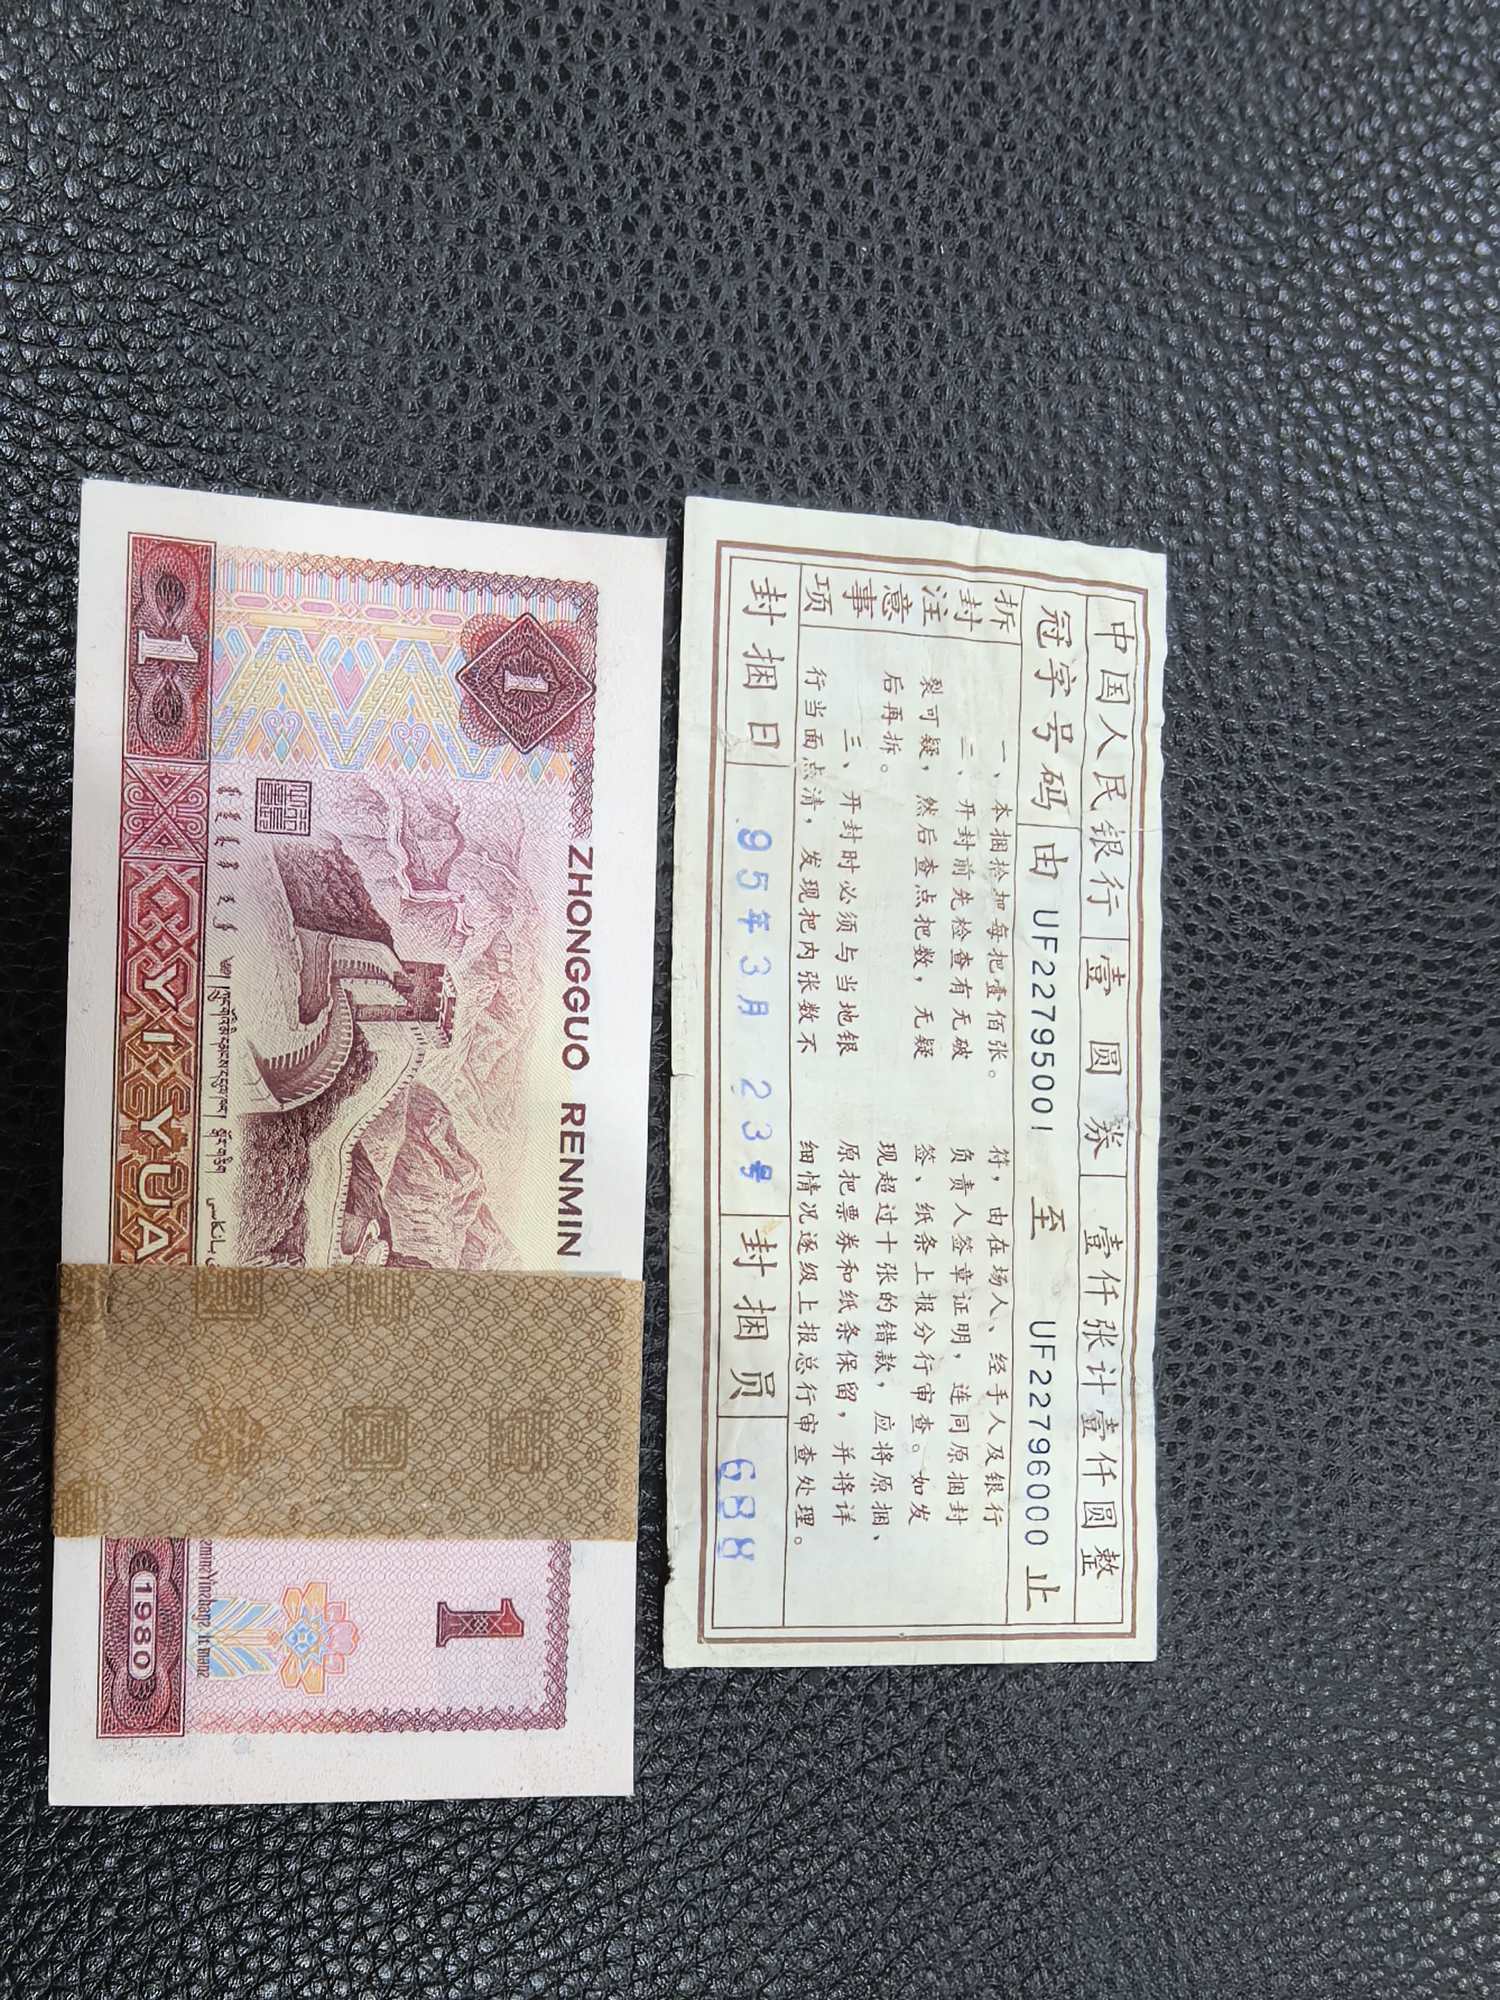 中国人民银行 壹圆券 壹仟张计壹仟圆整
冠字号码 由 UF22795001 至 UF22796000 止
拆封注意事项
一、本捆拾把每把壹佰张。
二、开封前先检查有无破
裂可疑,然后查点把数,无疑
后再拆。
三、开封时必须与当地银
行当面点清,发现把内张数不
符,由在场人、经手人及银行
负责人签章证明,连同原捆封
签、纸条上报分行审查。如发
现超过十张的错款,应将原捆、
原把票券和纸条保留,并将详
细情况逐级上报总行审查处理。
封捆日 95年3月23号 封捆员 688
ZHONGGUO RENMIN
1
1
1
YI YUA
1980
壹
圆
券